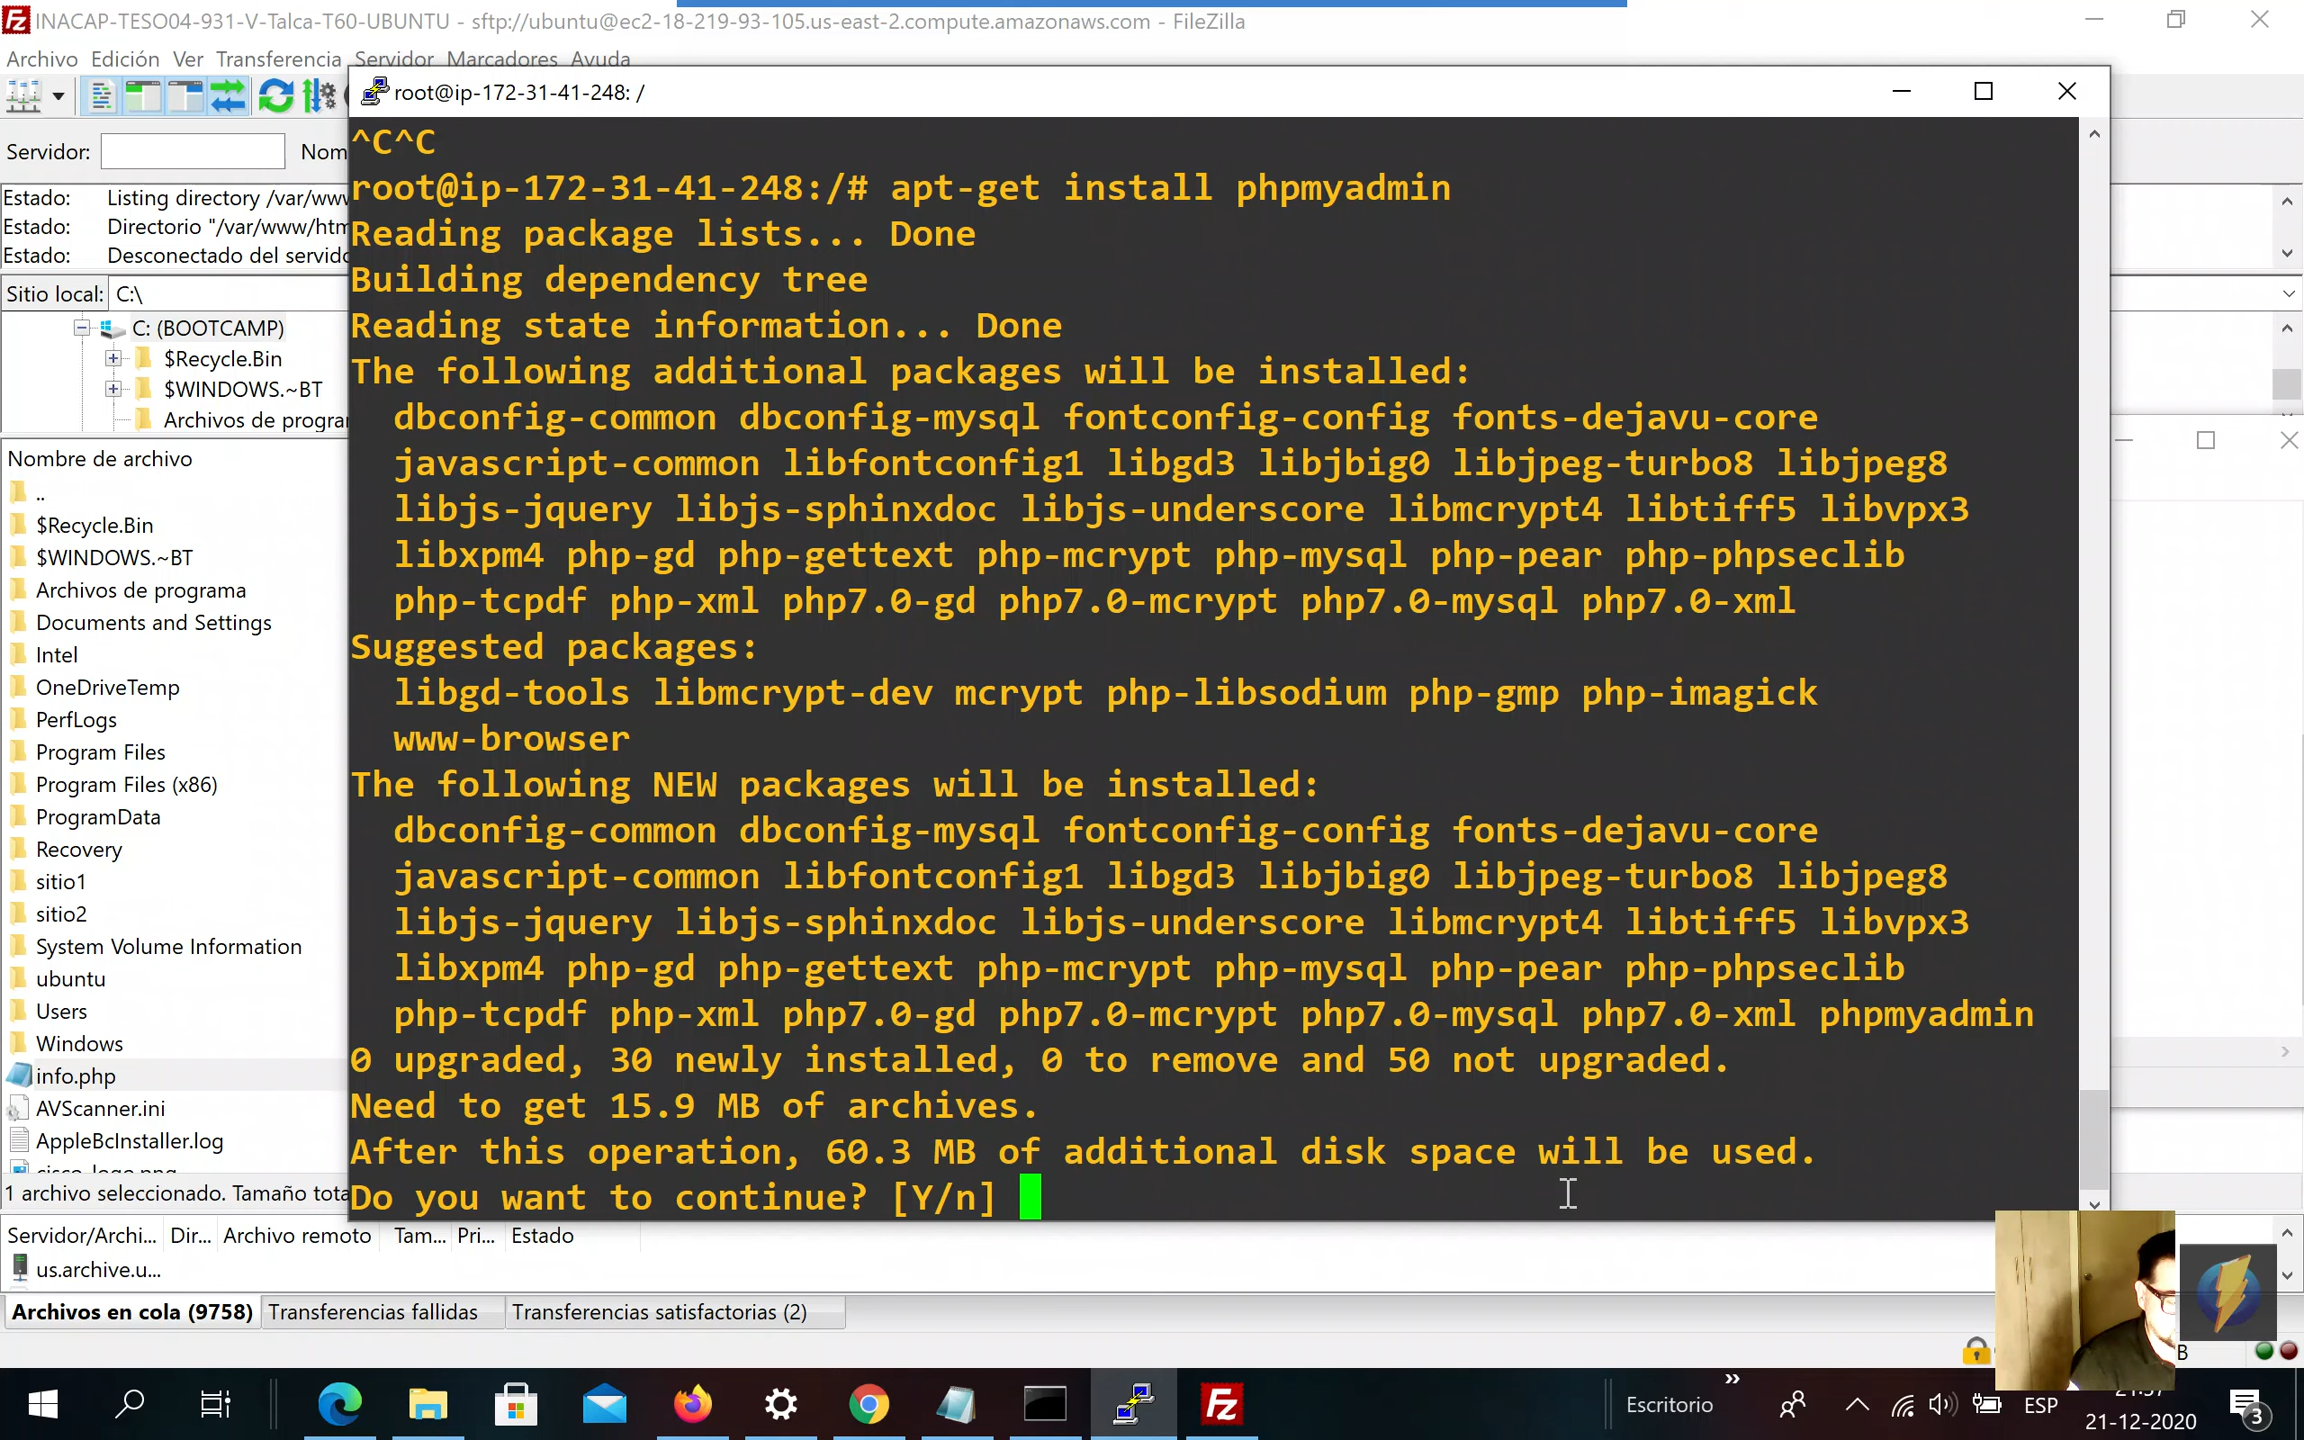 INACAP-TESO04-931-V-Talca-T60-UBUNTU - sftp://ubuntu@ec2-18-219-93-105.us-east-2.compute.amazonaws.com - FileZilla
Archivo Edición Ver Transferencia Servidor Marcadores Ayuda
root@ip-172-31-41-248: /
Servidor:
Nom
Estado: Listing directory /var/www
Estado: Directorio "/var/www/htm
Estado: Desconectado del servido
Sitio local: C:\
C: (BOOTCAMP)
$Recycle.Bin
$WINDOWS.~BT
Archivos de progra
Nombre de archivo
..
$Recycle.Bin
$WINDOWS.~BT
Archivos de programa
Documents and Settings
Intel
OneDriveTemp
PerfLogs
Program Files
Program Files (x86)
ProgramData
Recovery
sitio1
sitio2
System Volume Information
ubuntu
Users
Windows
info.php
AVScanner.ini
AppleBcInstaller.log
1 archivo seleccionado. Tamaño tota
^C^C
root@ip-172-31-41-248:/# apt-get install phpmyadmin
Reading package lists... Done
Building dependency tree
Reading state information... Done
The following additional packages will be installed:
dbconfig-common dbconfig-mysql fontconfig-config fonts-dejavu-core
javascript-common libfontconfig1 libgd3 libjbig0 libjpeg-turbo8 libjpeg8
libjs-jquery libjs-sphinxdoc libjs-underscore libmcrypt4 libtiff5 libvpx3
libxpm4 php-gd php-gettext php-mcrypt php-mysql php-pear php-phpseclib
php-tcpdf php-xml php7.0-gd php7.0-mcrypt php7.0-mysql php7.0-xml
Suggested packages:
libgd-tools libmcrypt-dev mcrypt php-libsodium php-gmp php-imagick
www-browser
The following NEW packages will be installed:
dbconfig-common dbconfig-mysql fontconfig-config fonts-dejavu-core
javascript-common libfontconfig1 libgd3 libjbig0 libjpeg-turbo8 libjpeg8
libjs-jquery libjs-sphinxdoc libjs-underscore libmcrypt4 libtiff5 libvpx3
libxpm4 php-gd php-gettext php-mcrypt php-mysql php-pear php-phpseclib
php-tcpdf php-xml php7.0-gd php7.0-mcrypt php7.0-mysql php7.0-xml phpmyadmin
0 upgraded, 30 newly installed, 0 to remove and 50 not upgraded.
Need to get 15.9 MB of archives.
After this operation, 60.3 MB of additional disk space will be used.
Do you want to continue? [Y/n]
Servidor/Archi... Dir... Archivo remoto Tam... Pri... Estado
us.archive.u...
Archivos en cola (9758) Transferencias fallidas Transferencias satisfactorias (2)
B
Escritorio
ESP
21-12-2020
3